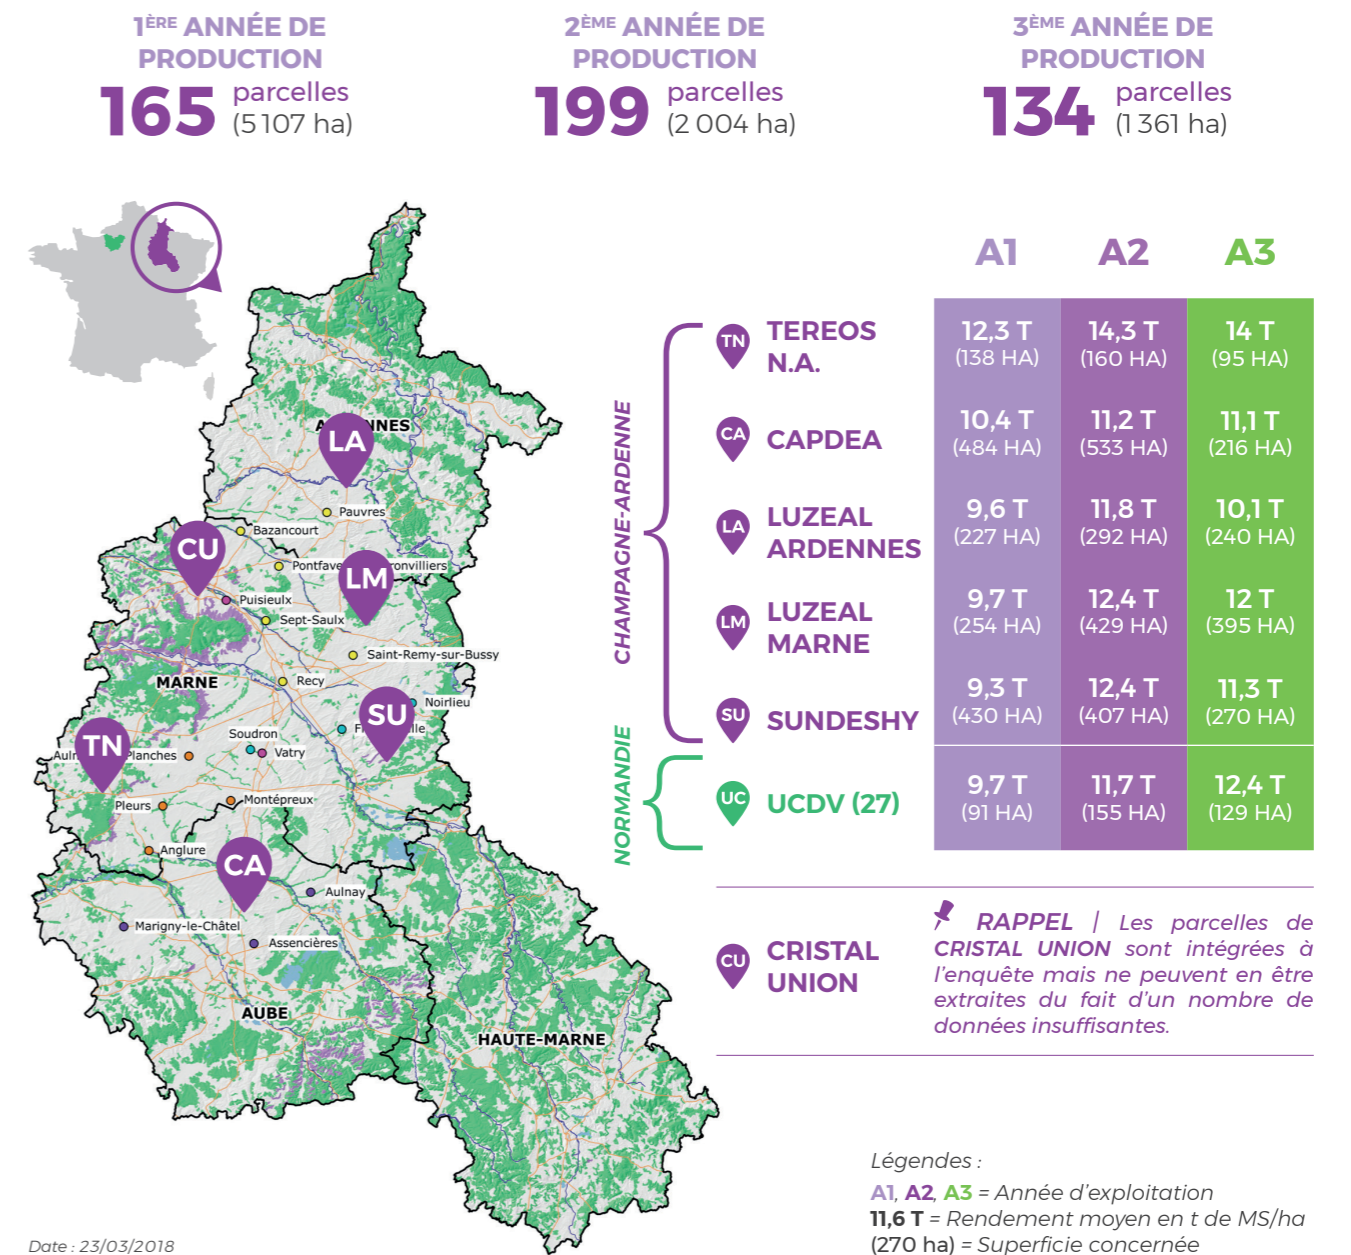 1ÈRE ANNÉE DE
PRODUCTION
165 parcelles
(5 107 ha)
2ÈME ANNÉE DE
PRODUCTION
199 parcelles
(2 004 ha)
3ÈME ANNÉE DE
PRODUCTION
134 parcelles
(1 361 ha)
LA
Pauvres
Bazancourt
CU
LM
Puisieulx
Sept-Saulx
Saint-Remy-sur-Bussy
Recy
MARNE
Noirlieu
SU
Soudron
Vatry
TN
Planches
Pleurs
Montépreux
Anglure
CA
Aulnay
Marigny-le-Châtel
Assencières
AUBE
HAUTE-MARNE
Date : 23/03/2018
A1 A2 A3
CHAMPAGNE-ARDENNE
TN TEREOS
N.A.
12,3 T 14,3 T 14 T
(138 HA) (160 HA) (95 HA)
CA CAPDEA
10,4 T 11,2 T 11,1 T
(484 HA) (533 HA) (216 HA)
LA LUZEAL
ARDENNES
9,6 T 11,8 T 10,1 T
(227 HA) (292 HA) (240 HA)
LM LUZEAL
MARNE
9,7 T 12,4 T 12 T
(254 HA) (429 HA) (395 HA)
SU SUNDESHY
9,3 T 12,4 T 11,3 T
(430 HA) (407 HA) (270 HA)
NORMANDIE
UC UCDV (27)
9,7 T 11,7 T 12,4 T
(91 HA) (155 HA) (129 HA)
CU CRISTAL
UNION
RAPPEL | Les parcelles de
CRISTAL UNION sont intégrées à
l'enquête mais ne peuvent en être
extraites du fait d'un nombre de
données insuffisantes.
Légendes :
A1, A2, A3 = Année d'exploitation
11,6 T = Rendement moyen en t de MS/ha
(270 ha) = Superficie concernée